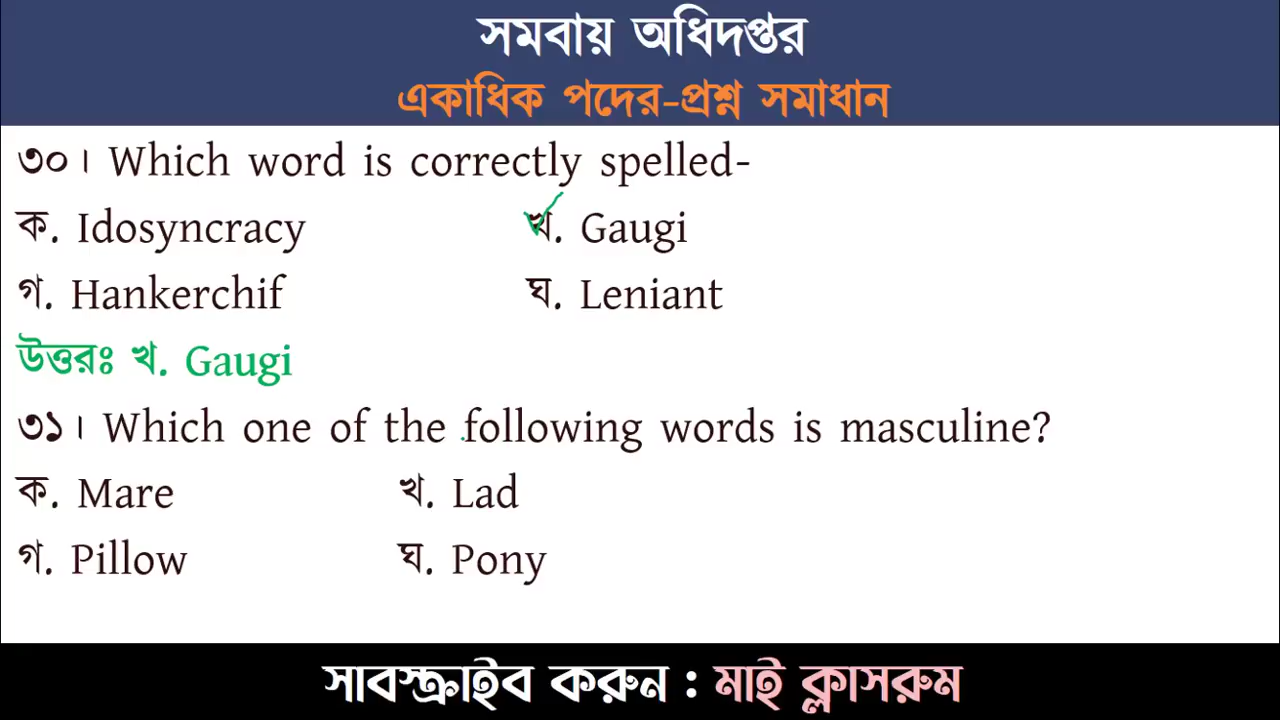 সমবায় অধিদপ্তর
একাধিক পদের-প্রশ্ন সমাধান
৩০। Which word is correctly spelled-
ক. Idosyncracy খ. Gaugi
গ. Hankerchif ঘ. Leniant
উত্তরঃ খ. Gaugi
৩১। Which one of the following words is masculine?
ক. Mare খ. Lad
গ. Pillow ঘ. Pony
সাবস্ক্রাইব করুন : মাই ক্লাসরুম